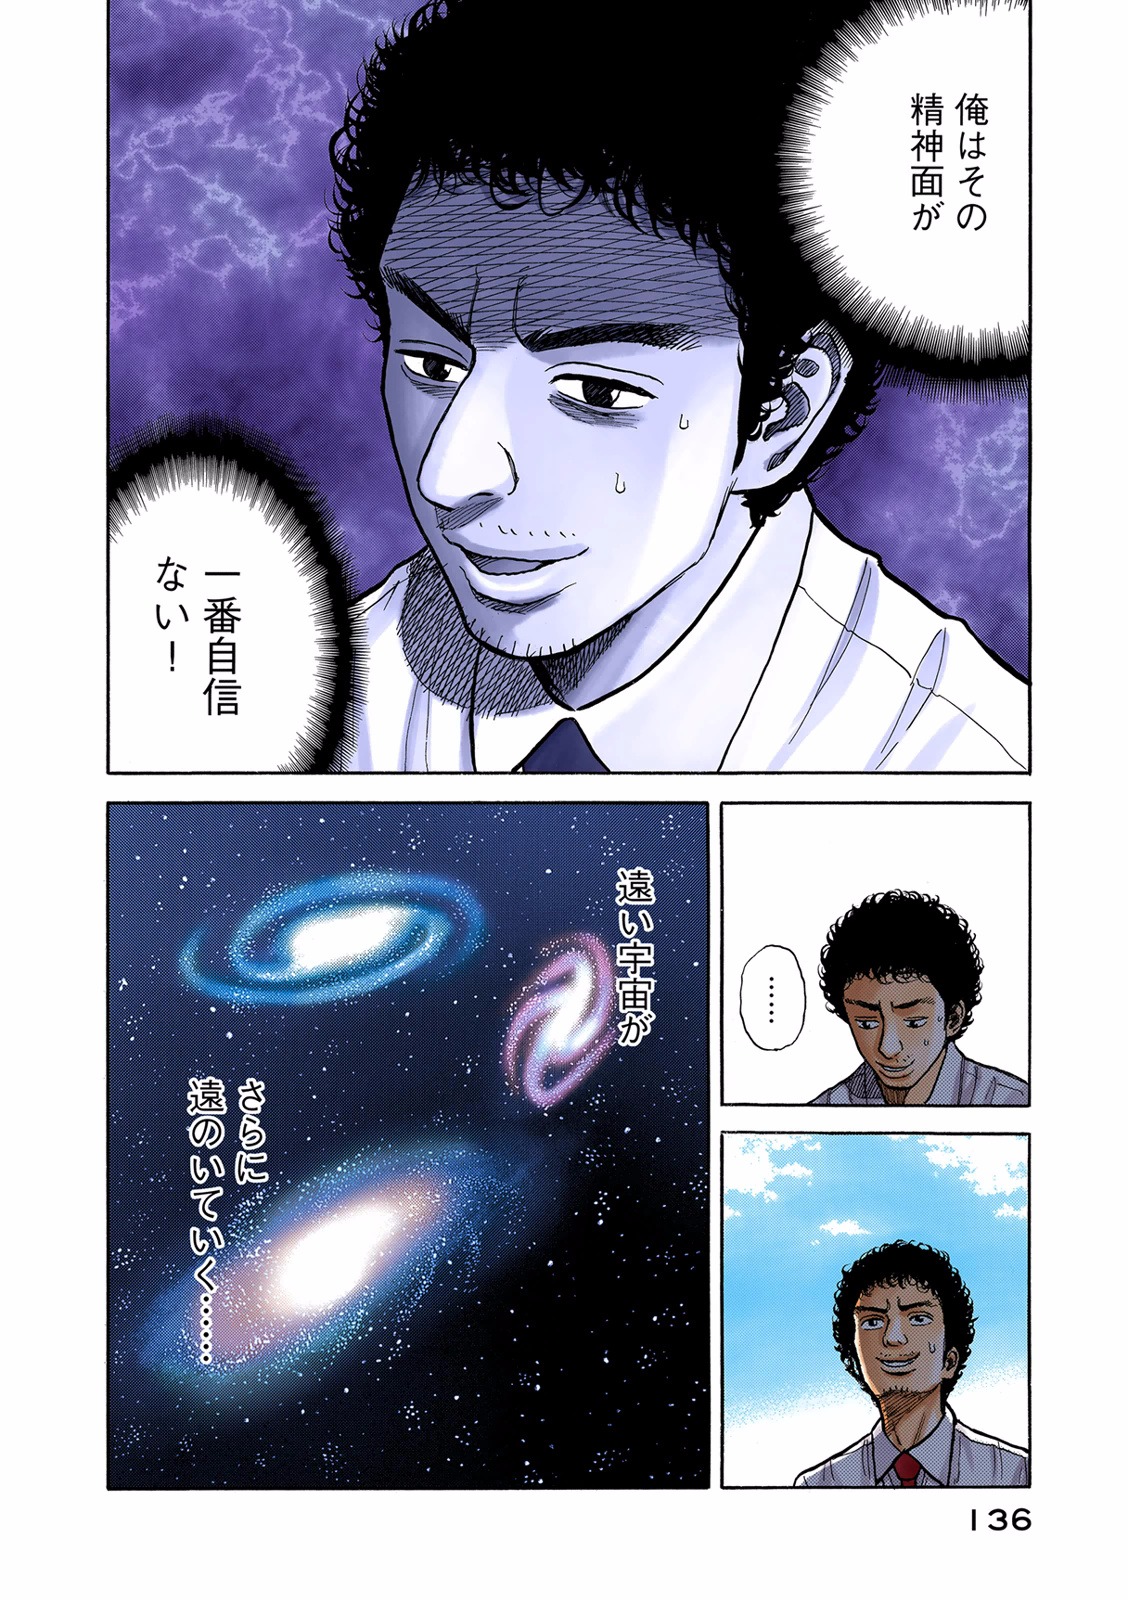 俺はその
精神面が
一番自信
ない！
……
遠い宇宙が
さらに
遠のいていく……
136